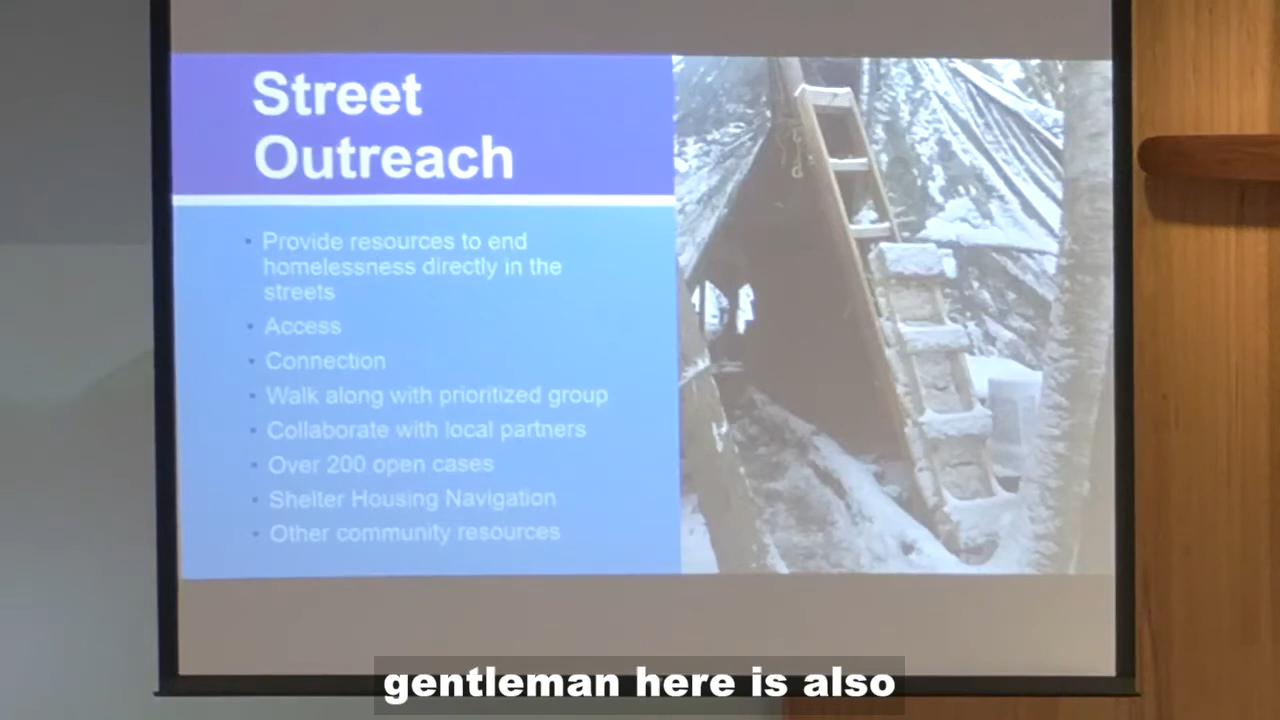 Street
Outreach
▪ Provide resources to end
homelessness directly in the
streets
▪ Access
▪ Connection
▪ Walk along with prioritized group
▪ Collaborate with local partners
▪ Over 200 open cases
▪ Shelter Housing Navigation
▪ Other community resources
gentleman here is also